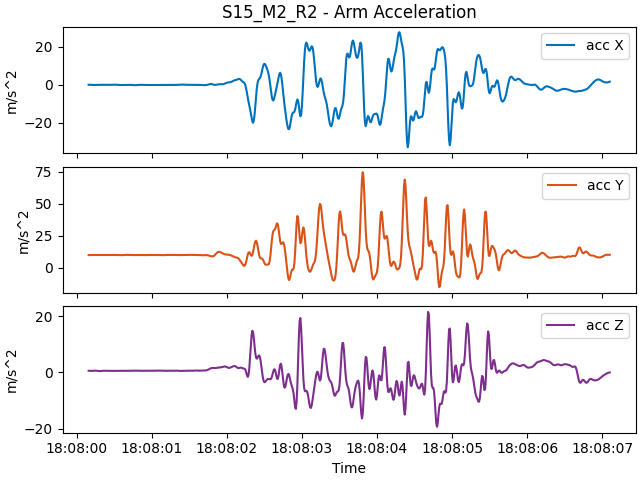 S15_M2_R2 - Arm Acceleration
20
0
−20
m/s^2
acc X
75
50
25
0
m/s^2
acc Y
20
0
−20
m/s^2
acc Z
18:08:00 18:08:01 18:08:02 18:08:03 18:08:04 18:08:05 18:08:06 18:08:07
Time